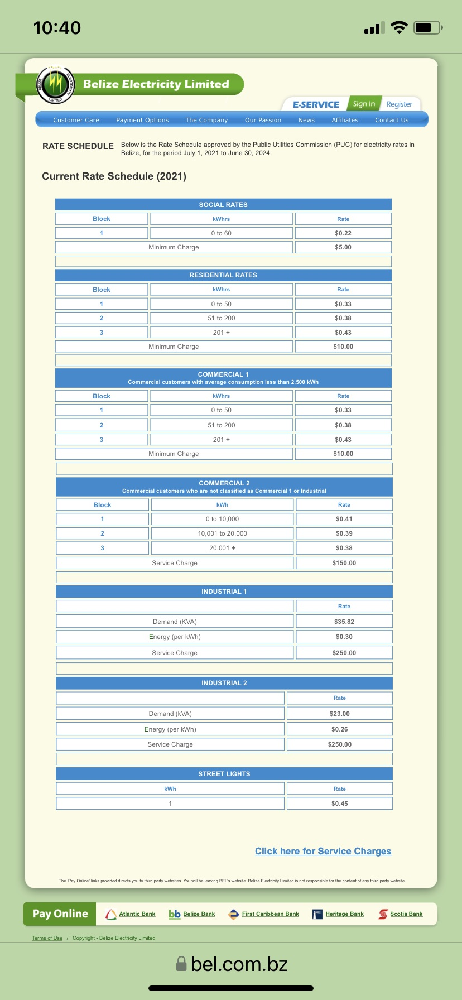 10:40
BELIZE ELECTRICITY LIMITED
Belize Electricity Limited
E-SERVICE Sign In Register
Customer Care Payment Options The Company Our Passion News Affiliates Contact Us
RATE SCHEDULE Below is the Rate Schedule approved by the Public Utilities Commission (PUC) for electricity rates in
Belize, for the period July 1, 2021 to June 30, 2024.
Current Rate Schedule (2021)
SOCIAL RATES
Block kWhrs Rate
1 0 to 60 $0.22
Minimum Charge $5.00
RESIDENTIAL RATES
Block kWhrs Rate
1 0 to 50 $0.33
2 51 to 200 $0.38
3 201 + $0.43
Minimum Charge $10.00
COMMERCIAL 1
Commercial customers with average consumption less than 2,500 kWh
Block kWhrs Rate
1 0 to 50 $0.33
2 51 to 200 $0.38
3 201 + $0.43
Minimum Charge $10.00
COMMERCIAL 2
Commercial customers who are not classified as Commercial 1 or Industrial
Block kWh Rate
1 0 to 10,000 $0.41
2 10,001 to 20,000 $0.39
3 20,001 + $0.38
Service Charge $150.00
INDUSTRIAL 1
Rate
Demand (KVA) $35.82
Energy (per kWh) $0.30
Service Charge $250.00
INDUSTRIAL 2
Rate
Demand (kVA) $23.00
Energy (per kWh) $0.26
Service Charge $250.00
STREET LIGHTS
kWh Rate
1 $0.45
Click here for Service Charges
The 'Pay Online' links provided directs you to third party websites. You will be leaving BEL's website. Belize Electricity Limited is not responsible for the content of any third party website.
Pay Online Atlantic Bank bb Belize Bank First Caribbean Bank Heritage Bank Scotia Bank
Terms of Use / Copyright - Belize Electricity Limited
bel.com.bz